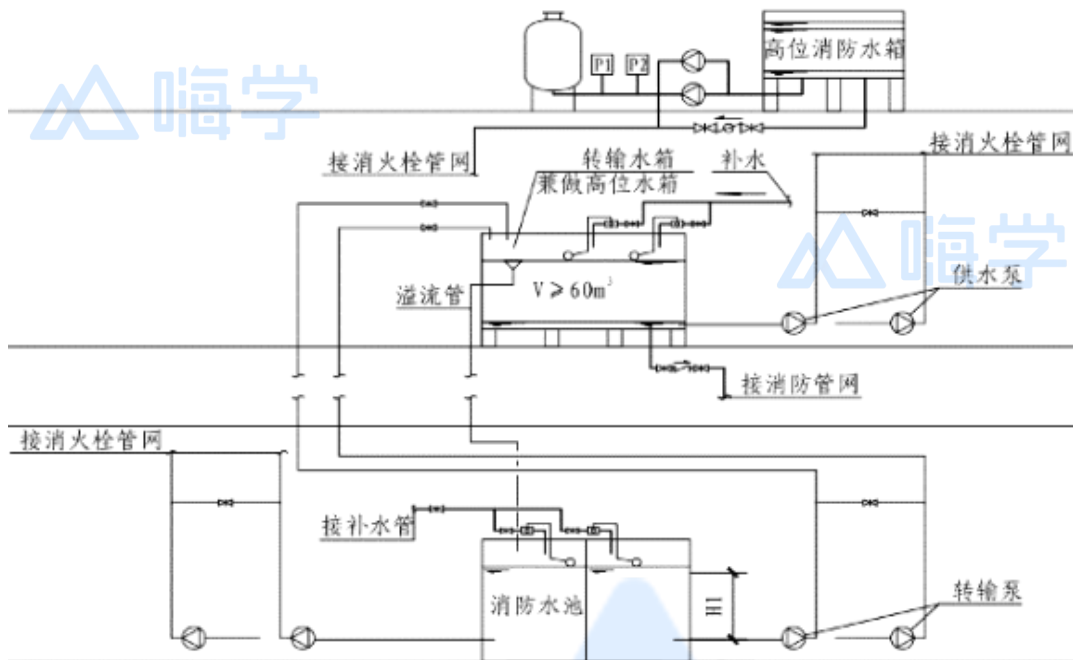 高位消防水箱
P1 P2
嗨学
接消火栓管网
转输水箱
兼做高位水箱
补水
接消火栓管网
嗨学
溢流管
V≥60m³
供水泵
接消防管网
接消火栓管网
接补水管
消防水池
H1
转输泵